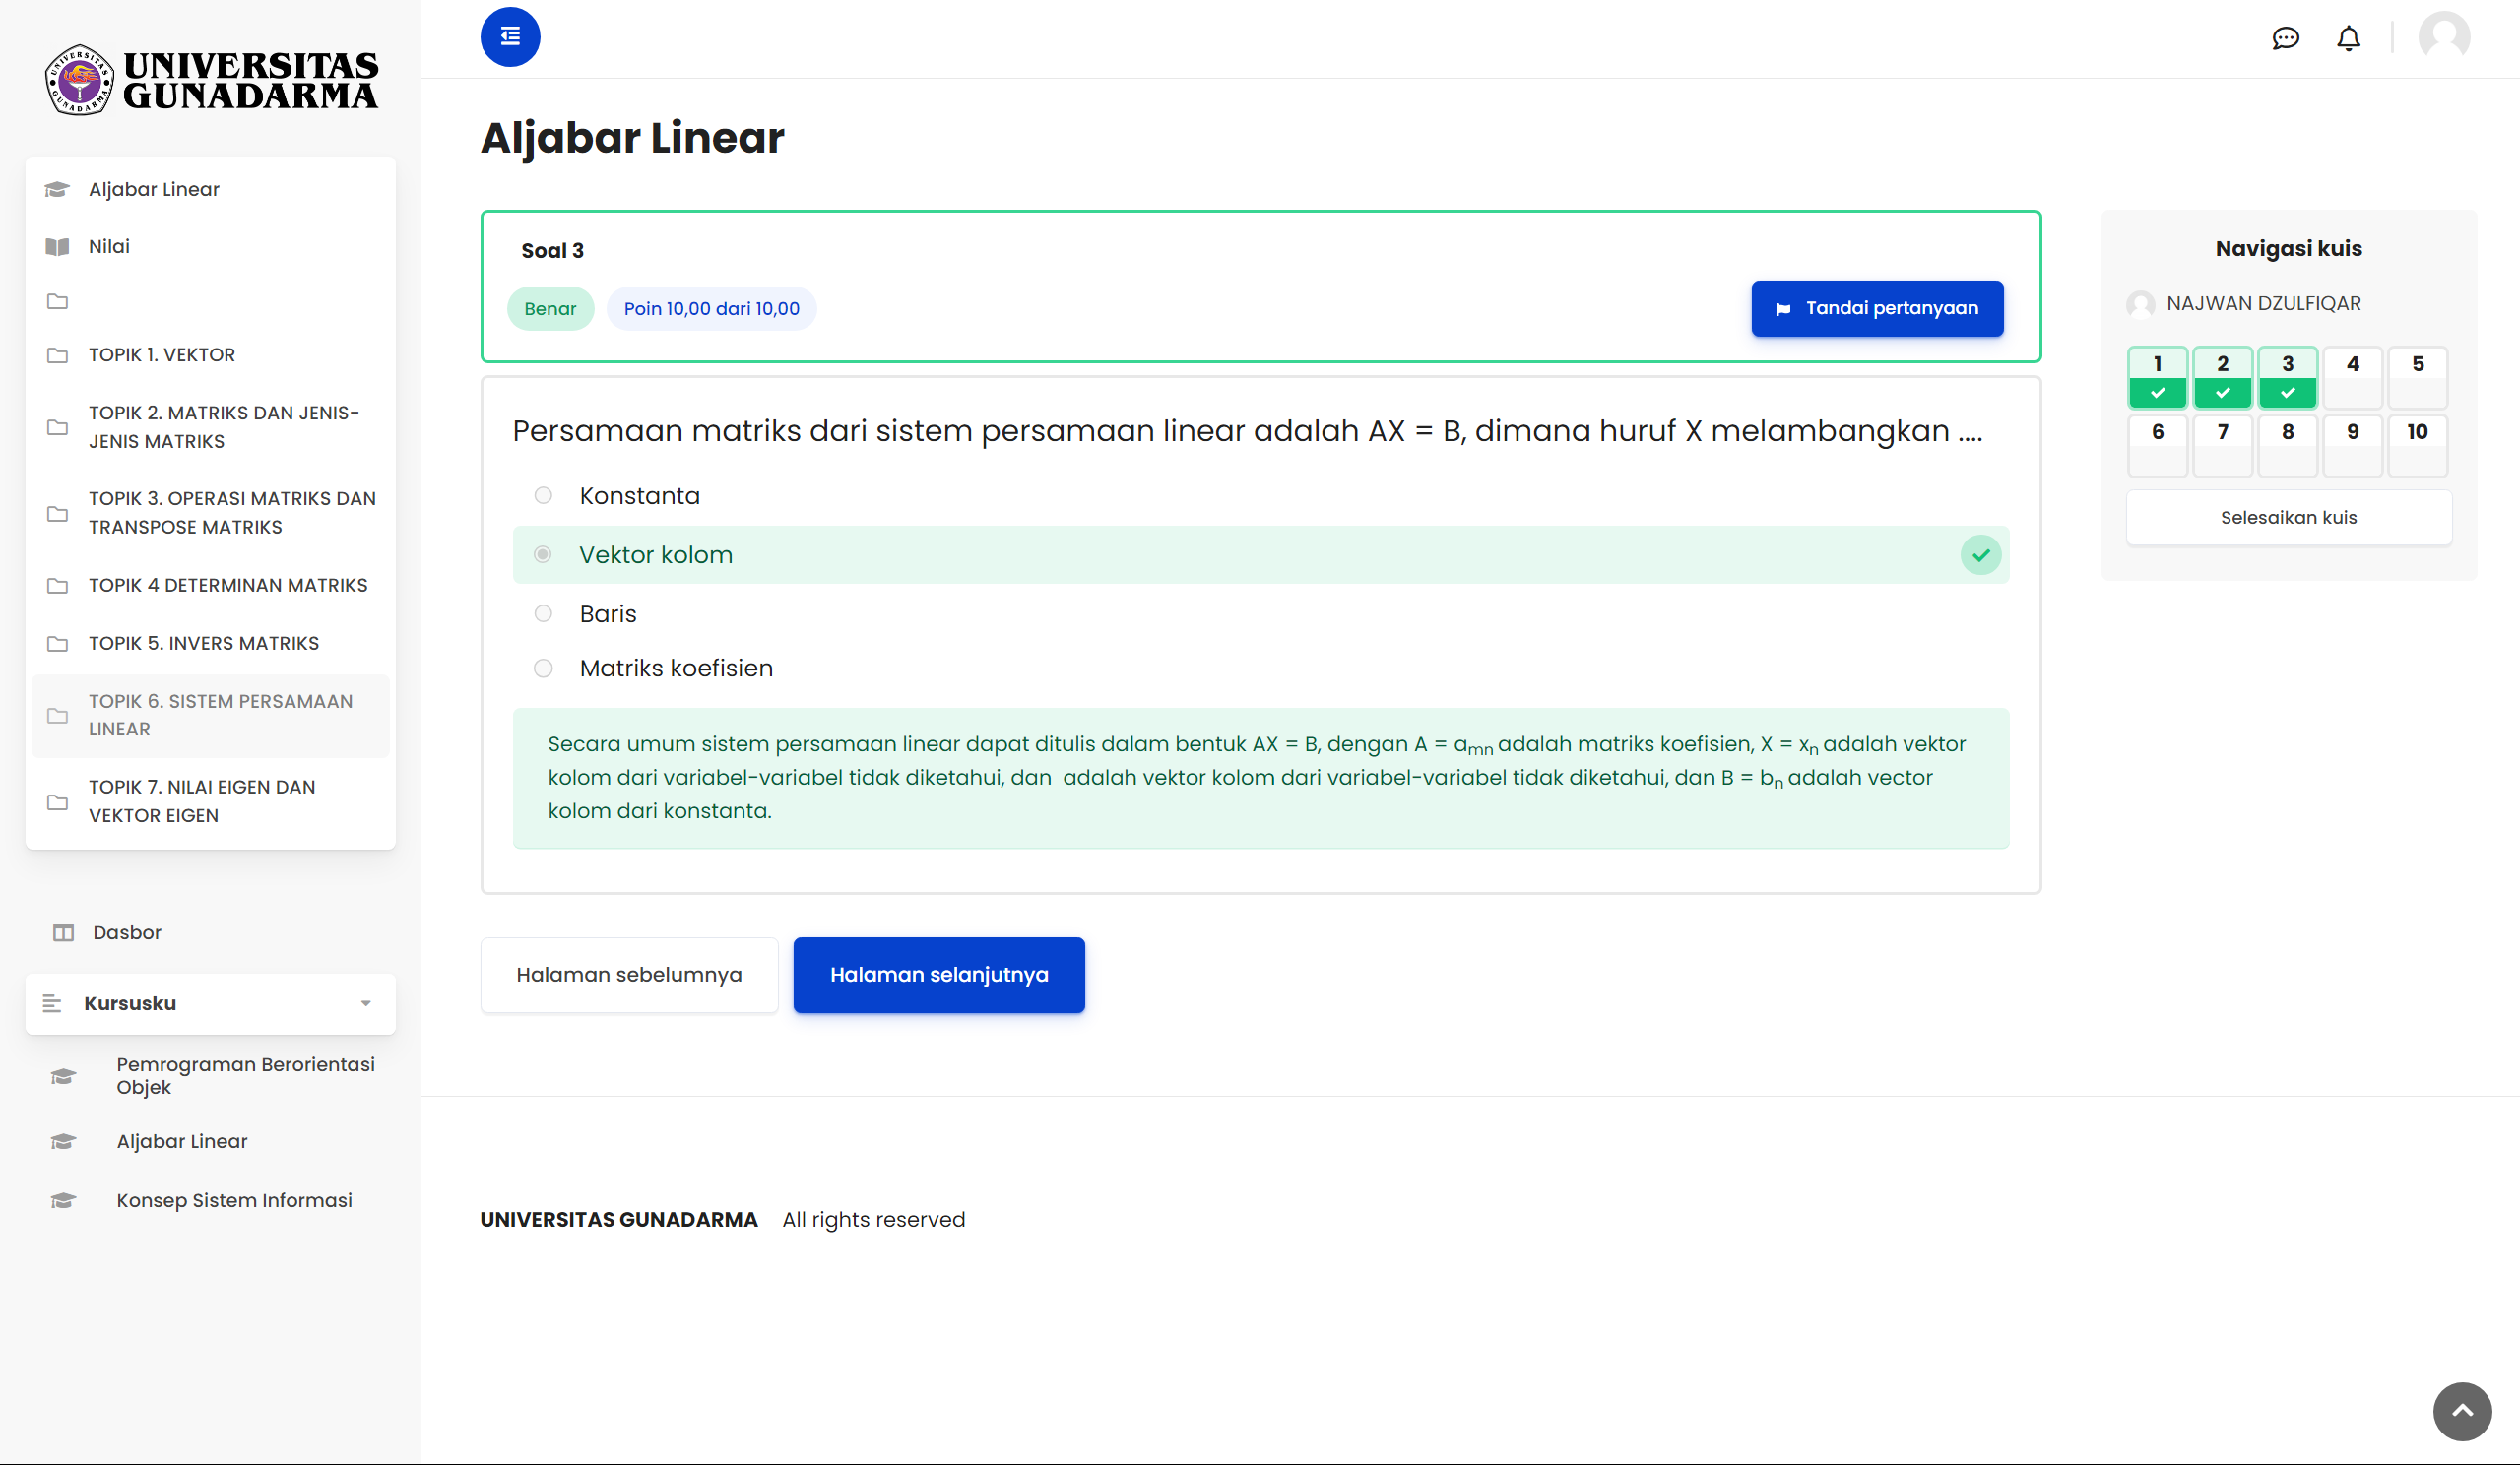 UNIVERSITAS
GUNADARMA
Aljabar Linear
Nilai
TOPIK 1. VEKTOR
TOPIK 2. MATRIKS DAN JENIS-
JENIS MATRIKS
TOPIK 3. OPERASI MATRIKS DAN
TRANSPOSE MATRIKS
TOPIK 4 DETERMINAN MATRIKS
TOPIK 5. INVERS MATRIKS
TOPIK 6. SISTEM PERSAMAAN
LINEAR
TOPIK 7. NILAI EIGEN DAN
VEKTOR EIGEN
Dasbor
Kursusku
Pemrograman Berorientasi
Objek
Aljabar Linear
Konsep Sistem Informasi
Aljabar Linear
Soal 3
Benar
Poin 10,00 dari 10,00
Tandai pertanyaan
Persamaan matriks dari sistem persamaan linear adalah AX = B, dimana huruf X melambangkan ....
Konstanta
Vektor kolom
Baris
Matriks koefisien
Secara umum sistem persamaan linear dapat ditulis dalam bentuk AX = B, dengan A = aₘₙ adalah matriks koefisien, X = xₙ adalah vektor
kolom dari variabel-variabel tidak diketahui, dan  adalah vektor kolom dari variabel-variabel tidak diketahui, dan B = bₙ adalah vector
kolom dari konstanta.
Halaman sebelumnya
Halaman selanjutnya
Navigasi kuis
NAJWAN DZULFIQAR
1 2 3 4 5
6 7 8 9 10
Selesaikan kuis
UNIVERSITAS GUNADARMA All rights reserved